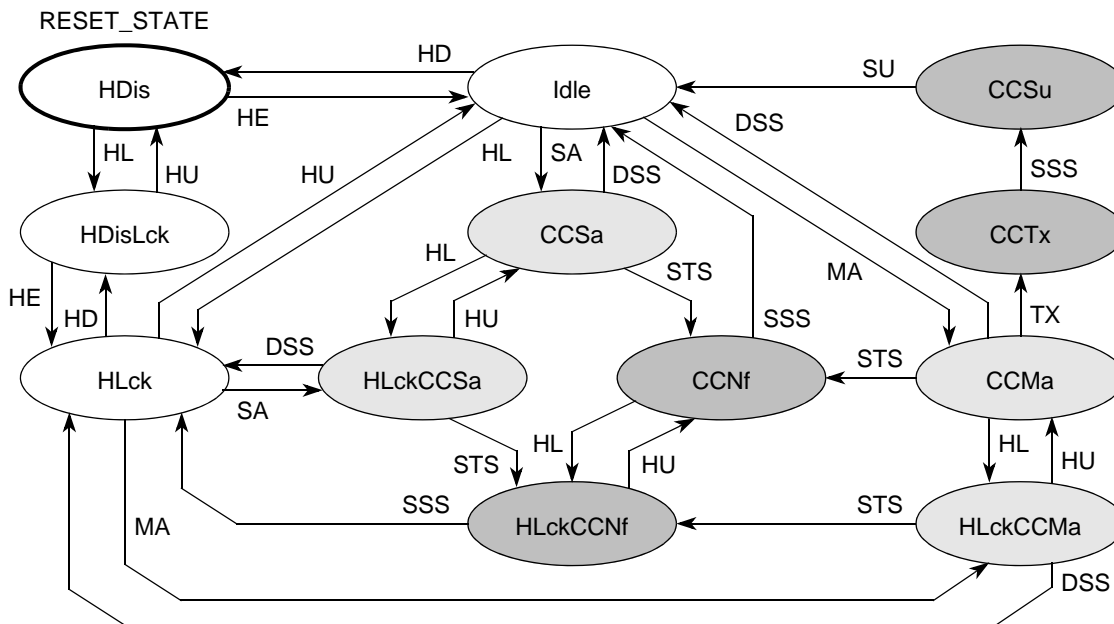 RESET_STATE
HDis
HD
Idle
SU
CCSu
HE
DSS
HL
HU
HU
HL
SA
DSS
SSS
HDisLck
CCSa
CCTx
HL
STS
MA
HE
HD
HU
SSS
TX
DSS
STS
HLck
HLckCCSa
CCNf
CCMa
SA
HL
HL
STS
HU
HU
MA
SSS
HLckCCNf
STS
HLckCCMa
DSS